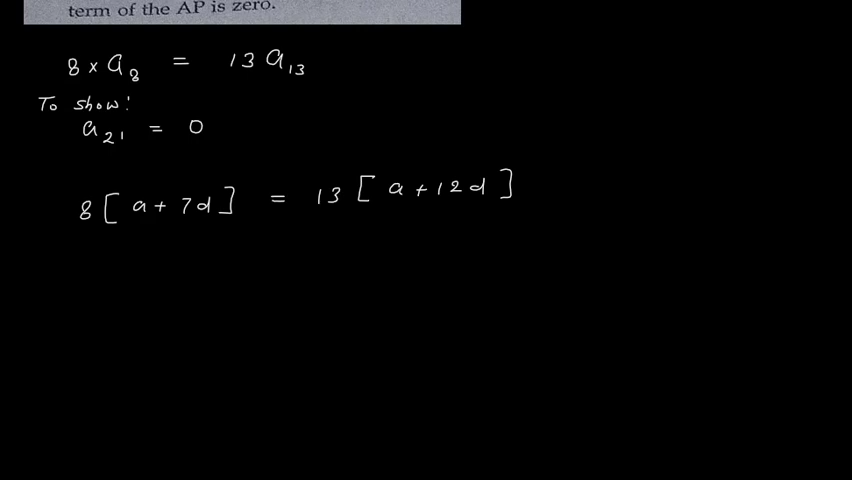 term of the AP is zero.
8 × a₈ = 13 a₁₃
To show:
a₂₁ = 0
8 [ a + 7d ] = 13 [ a + 12d ]